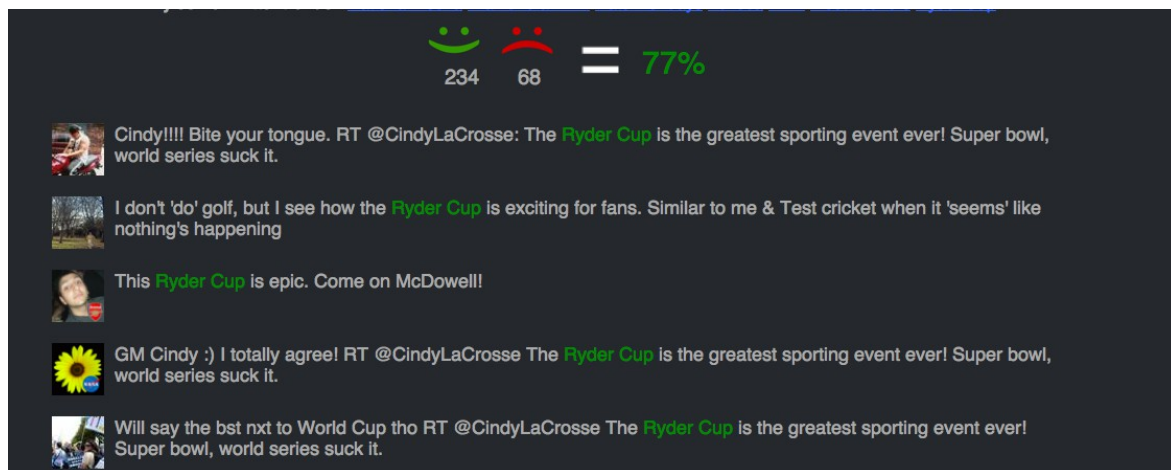 234 68 77%
Cindy!!!! Bite your tongue. RT @CindyLaCrosse: The Ryder Cup is the greatest sporting event ever! Super bowl,
world series suck it.
I don't 'do' golf, but I see how the Ryder Cup is exciting for fans. Similar to me & Test cricket when it 'seems' like
nothing's happening
This Ryder Cup is epic. Come on McDowell!
GM Cindy :) I totally agree! RT @CindyLaCrosse The Ryder Cup is the greatest sporting event ever! Super bowl,
world series suck it.
Will say the bst nxt to World Cup tho RT @CindyLaCrosse The Ryder Cup is the greatest sporting event ever!
Super bowl, world series suck it.